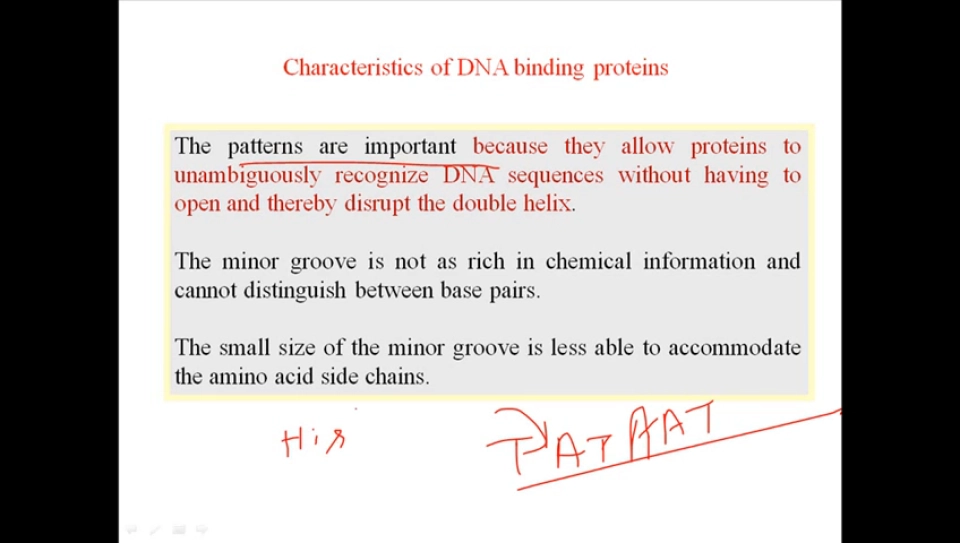 Characteristics of DNA binding proteins
The patterns are important because they allow proteins to
unambiguously recognize DNA sequences without having to
open and thereby disrupt the double helix.
The minor groove is not as rich in chemical information and
cannot distinguish between base pairs.
The small size of the minor groove is less able to accommodate
the amino acid side chains.
His
TATAAT